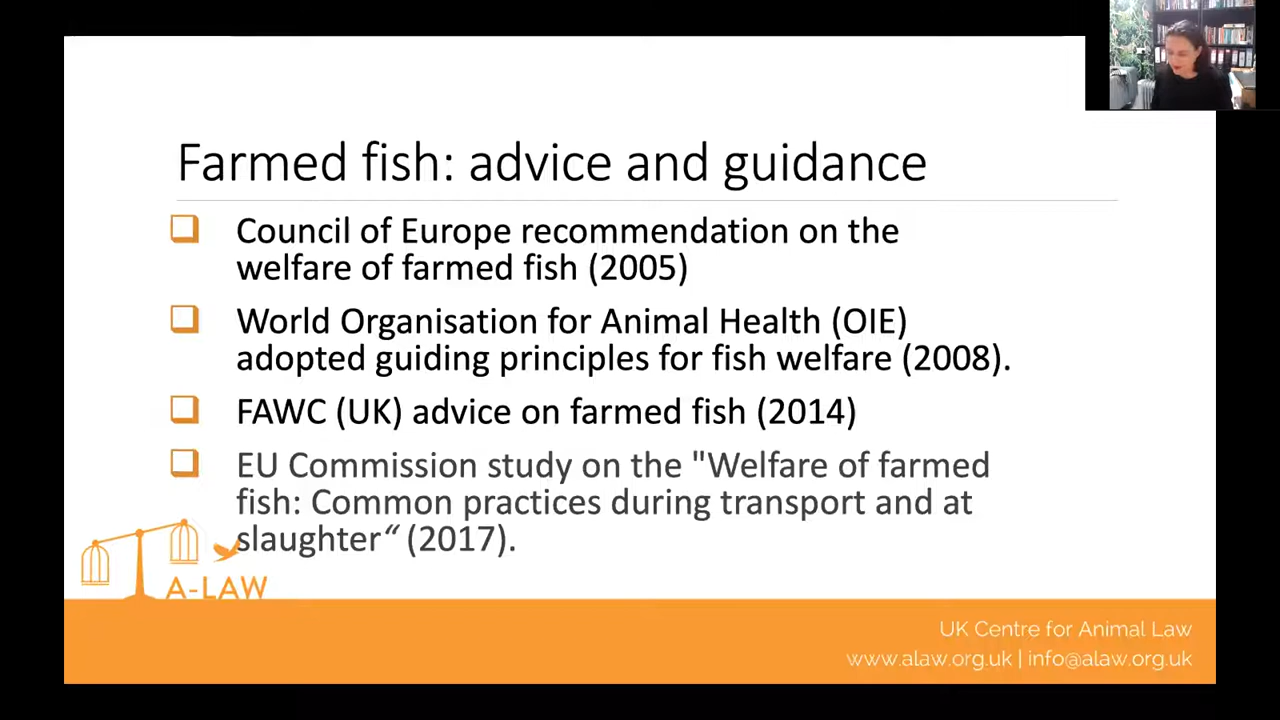 Farmed fish: advice and guidance
Council of Europe recommendation on the
welfare of farmed fish (2005)
World Organisation for Animal Health (OIE)
adopted guiding principles for fish welfare (2008).
FAWC (UK) advice on farmed fish (2014)
EU Commission study on the "Welfare of farmed
fish: Common practices during transport and at
slaughter“ (2017).
A-LAW
UK Centre for Animal Law
www.alaw.org.uk | info@alaw.org.uk